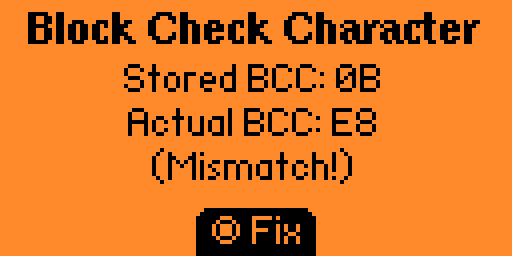 Block Check Character
Stored BCC: 0B
Actual BCC: E8
(Mismatch!)
Fix